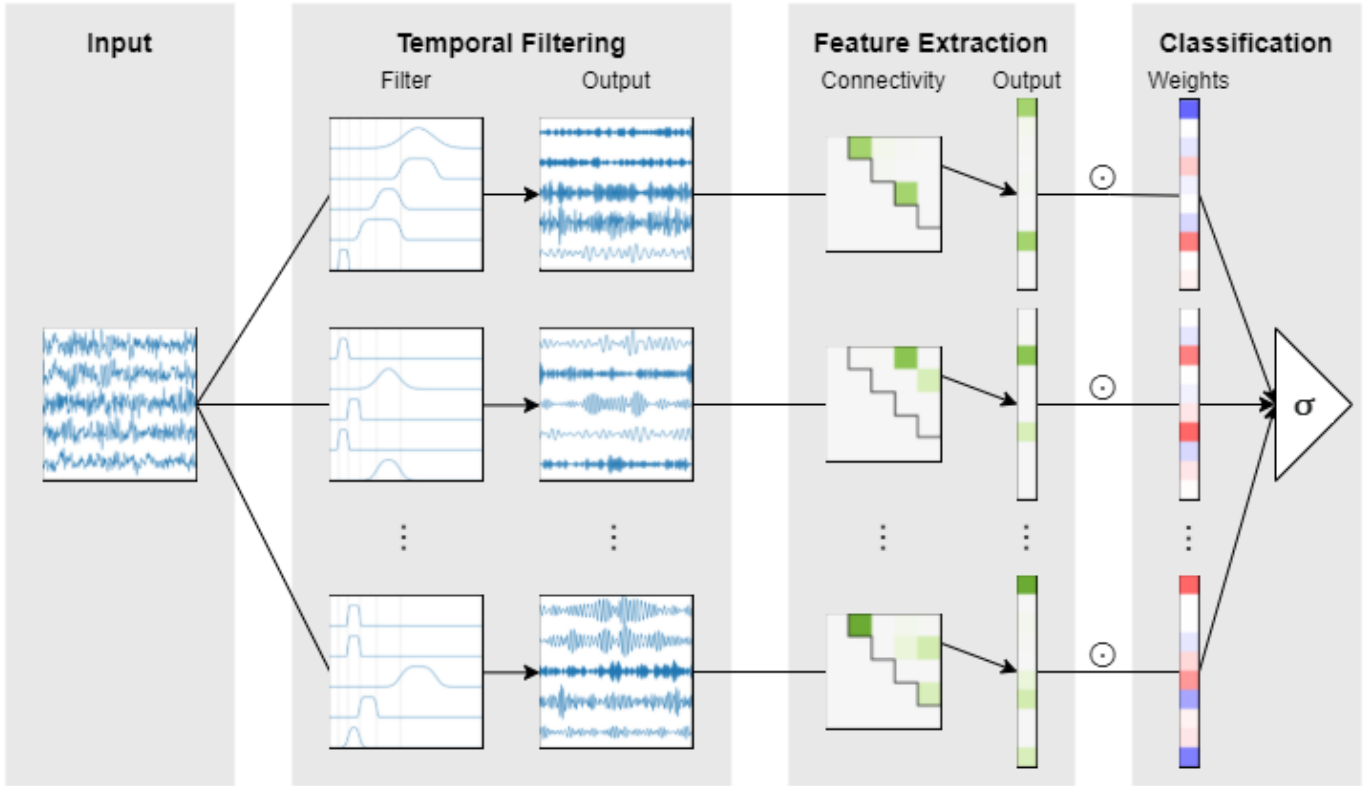 Input
Temporal Filtering
Feature Extraction
Classification
Filter
Output
Connectivity
Output
Weights
⊙
⊙
σ
⋮
⋮
⋮
⋮
⋮
⊙